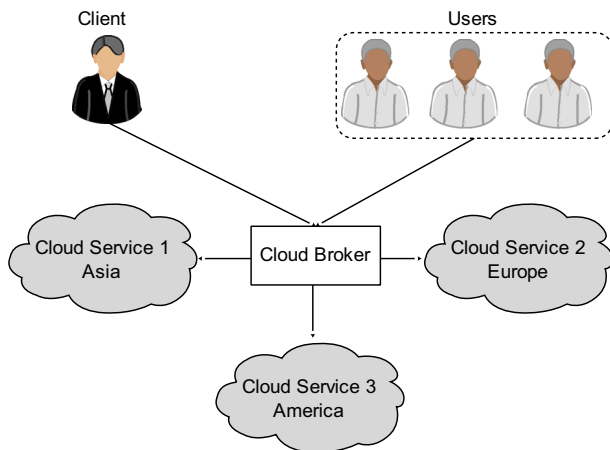 Client
Users
Cloud Service 1
Asia
Cloud Broker
Cloud Service 2
Europe
Cloud Service 3
America